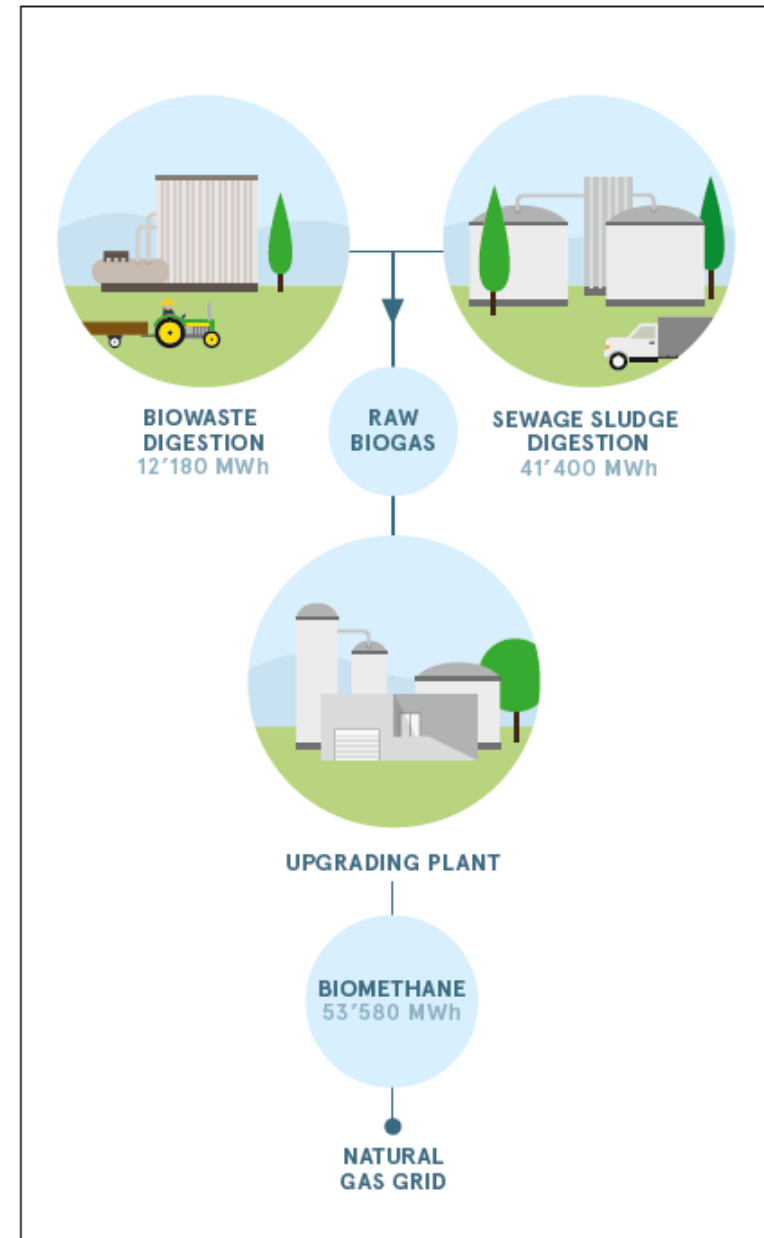 BIOWASTE
DIGESTION
12’180 MWh
RAW
BIOGAS
SEWAGE SLUDGE
DIGESTION
41’400 MWh
UPGRADING PLANT
BIOMETHANE
53’580 MWh
NATURAL
GAS GRID